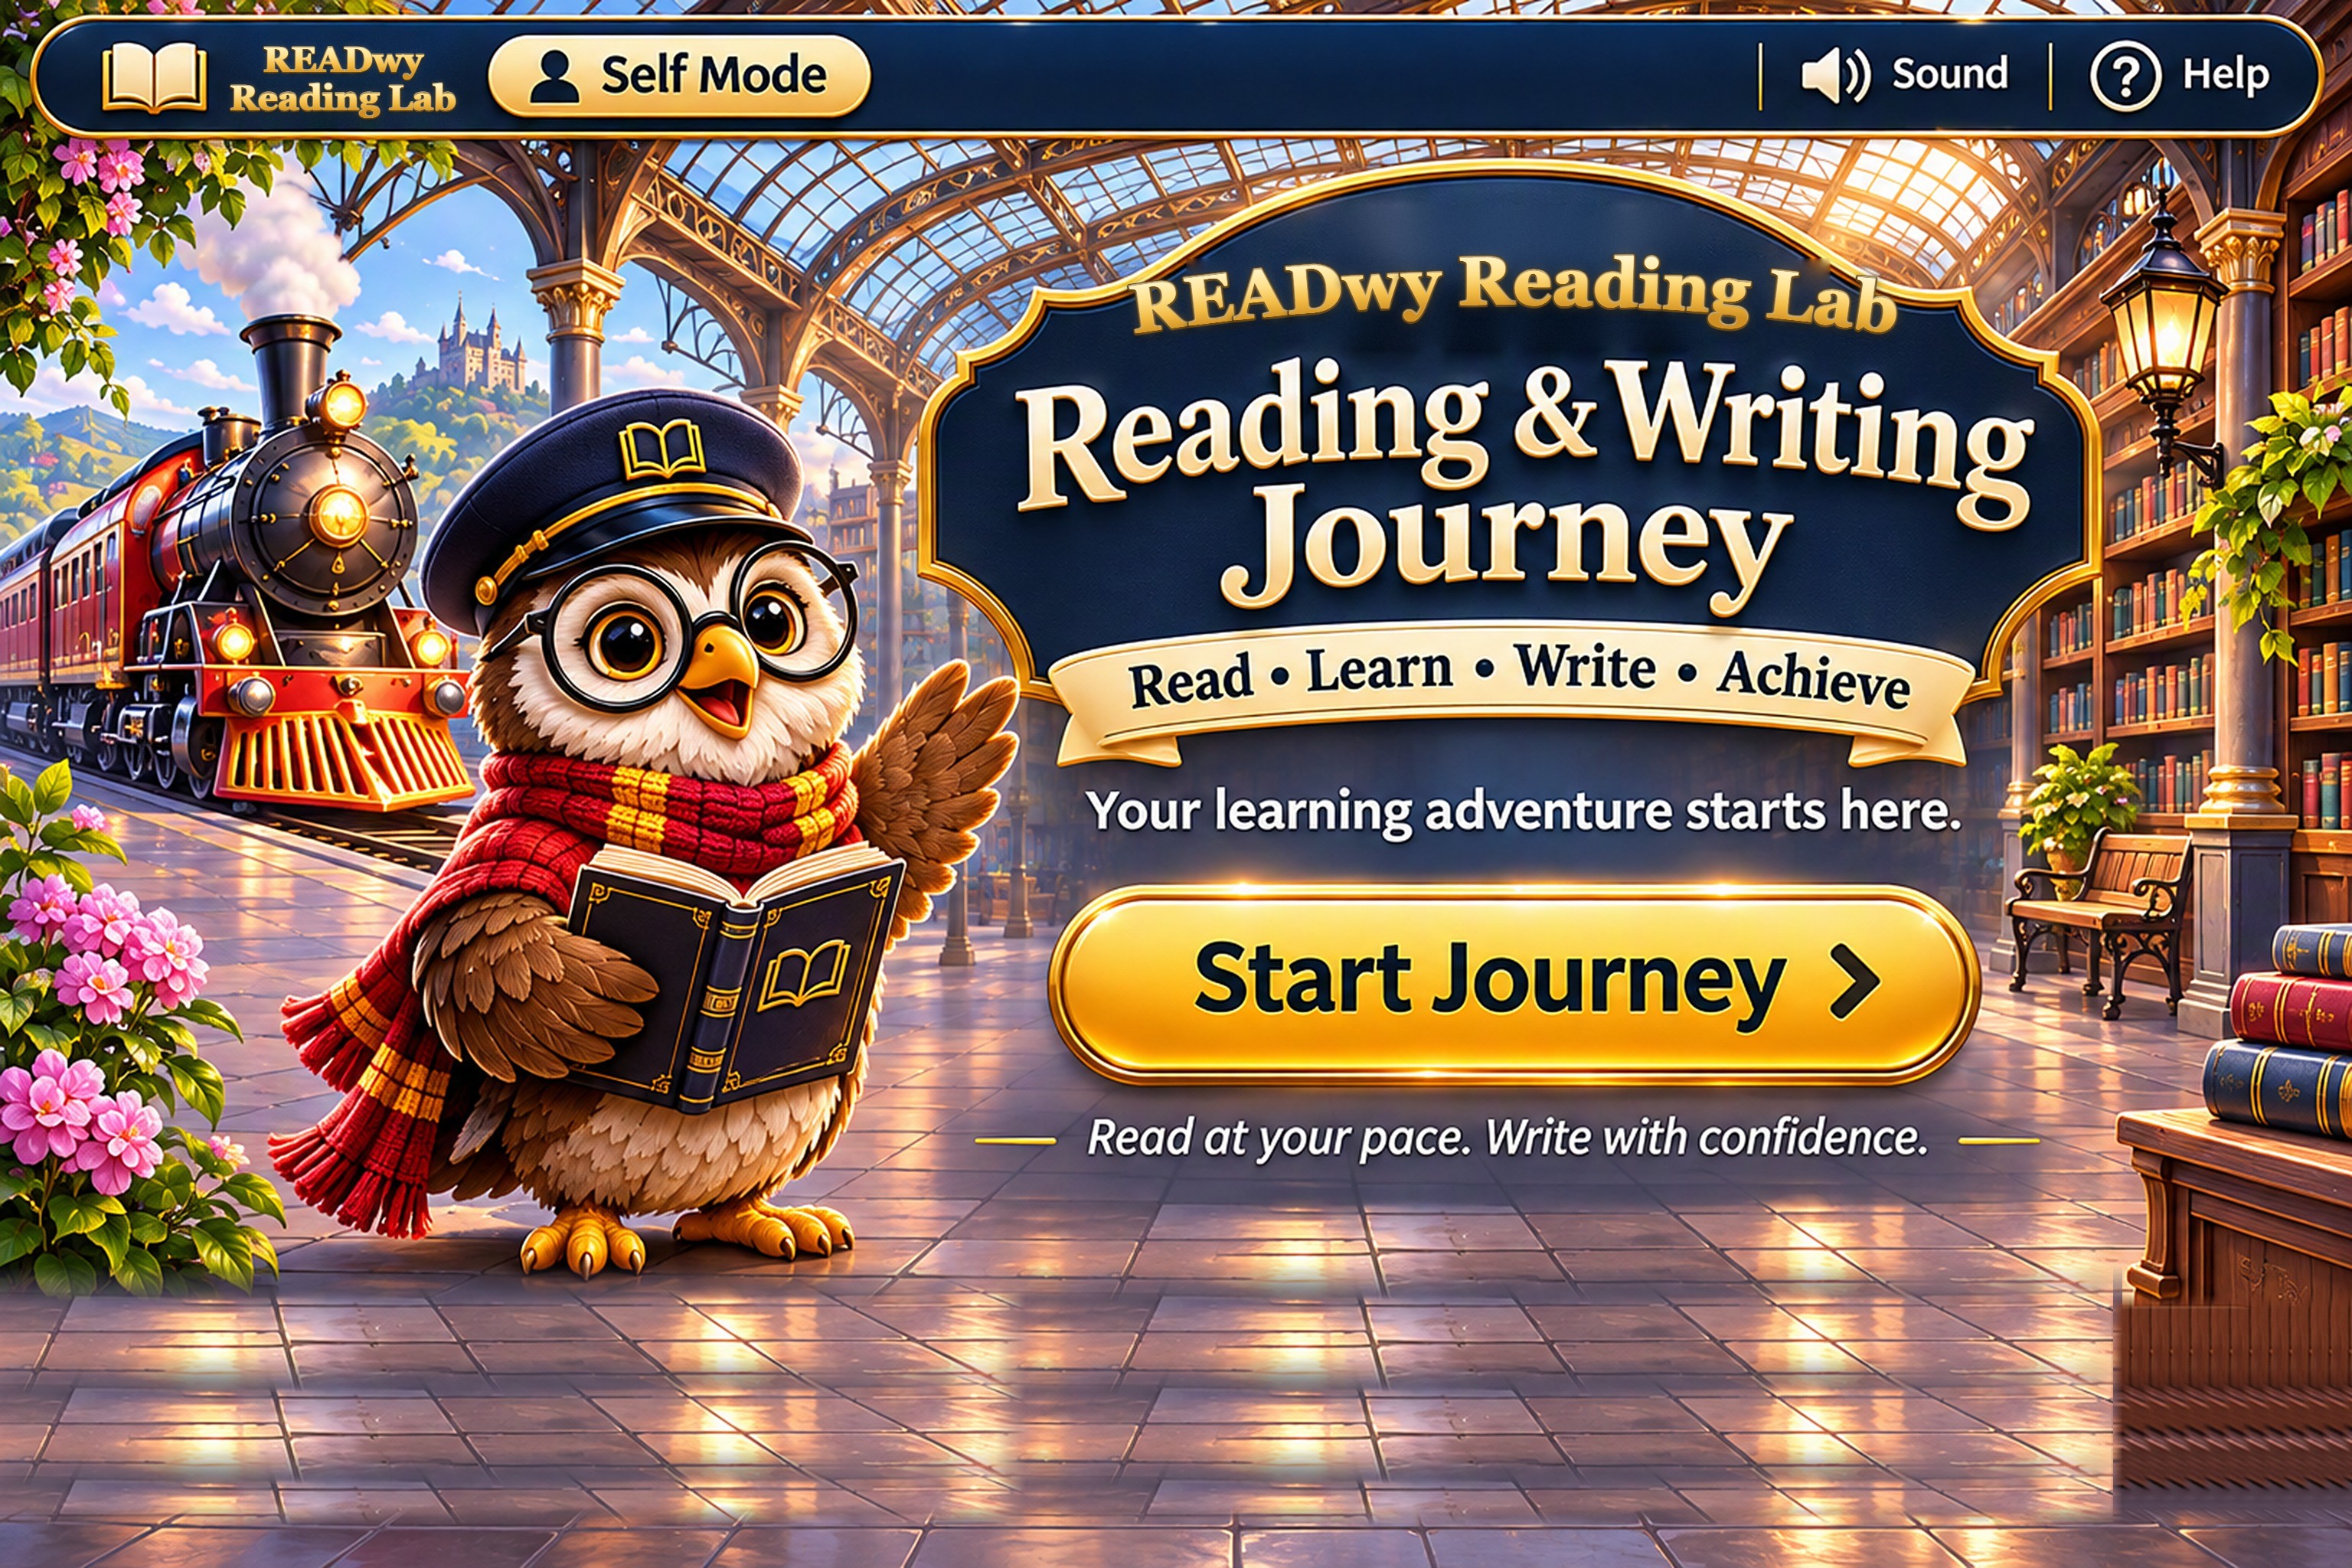 READwy
Reading Lab
Self Mode
Sound
Help
READwy Reading Lab
Reading & Writing
Journey
Read • Learn • Write • Achieve
Your learning adventure starts here.
Start Journey
Read at your pace. Write with confidence.